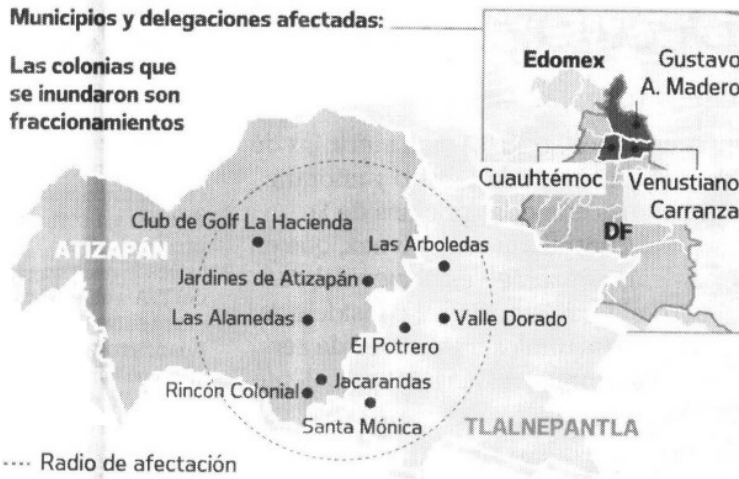 Municipios y delegaciones afectadas:
Las colonias que
se inundaron son
fraccionamientos
Edomex
Gustavo
A. Madero
Cuauhtémoc
Venustiano
Carranza
DF
Club de Golf La Hacienda
ATIZAPÁN
Las Arboledas
Jardines de Atizapán
Las Alamedas
Valle Dorado
El Potrero
Jacarandas
Rincón Colonial
Santa Mónica
TLALNEPANTLA
Radio de afectación